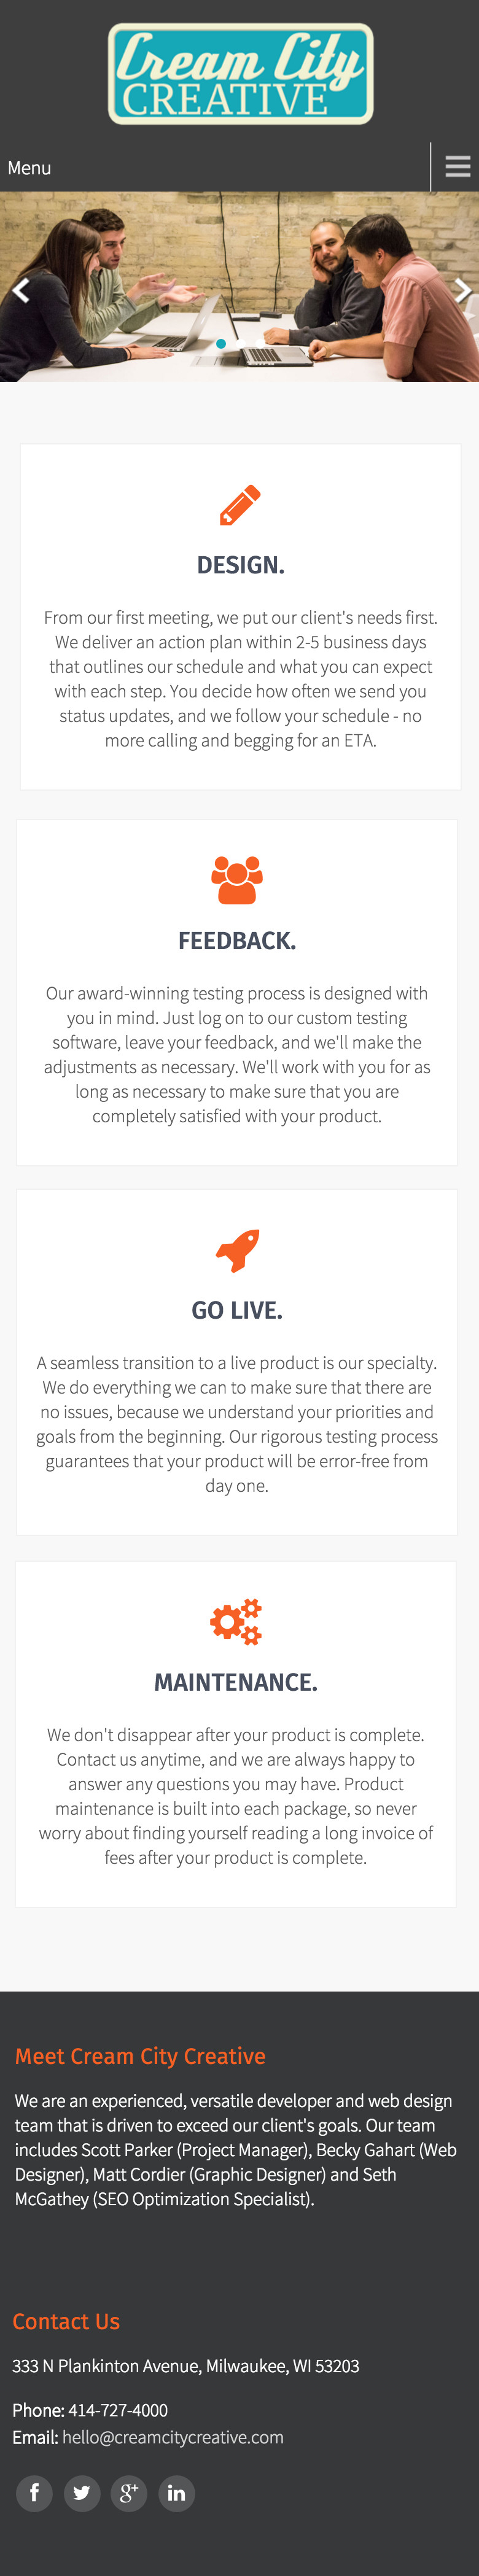 Cream City
CREATIVE
Menu
DESIGN.
From our first meeting, we put our client's needs first.
We deliver an action plan within 2-5 business days
that outlines our schedule and what you can expect
with each step. You decide how often we send you
status updates, and we follow your schedule - no
more calling and begging for an ETA.
FEEDBACK.
Our award-winning testing process is designed with
you in mind. Just log on to our custom testing
software, leave your feedback, and we'll make the
adjustments as necessary. We'll work with you for as
long as necessary to make sure that you are
completely satisfied with your product.
GO LIVE.
A seamless transition to a live product is our specialty.
We do everything we can to make sure that there are
no issues, because we understand your priorities and
goals from the beginning. Our rigorous testing process
guarantees that your product will be error-free from
day one.
MAINTENANCE.
We don't disappear after your product is complete.
Contact us anytime, and we are always happy to
answer any questions you may have. Product
maintenance is built into each package, so never
worry about finding yourself reading a long invoice of
fees after your product is complete.
Meet Cream City Creative
We are an experienced, versatile developer and web design
team that is driven to exceed our client's goals. Our team
includes Scott Parker (Project Manager), Becky Gahart (Web
Designer), Matt Cordier (Graphic Designer) and Seth
McGathey (SEO Optimization Specialist).
Contact Us
333 N Plankinton Avenue, Milwaukee, WI 53203
Phone: 414-727-4000
Email: hello@creamcitycreative.com
f g+ in